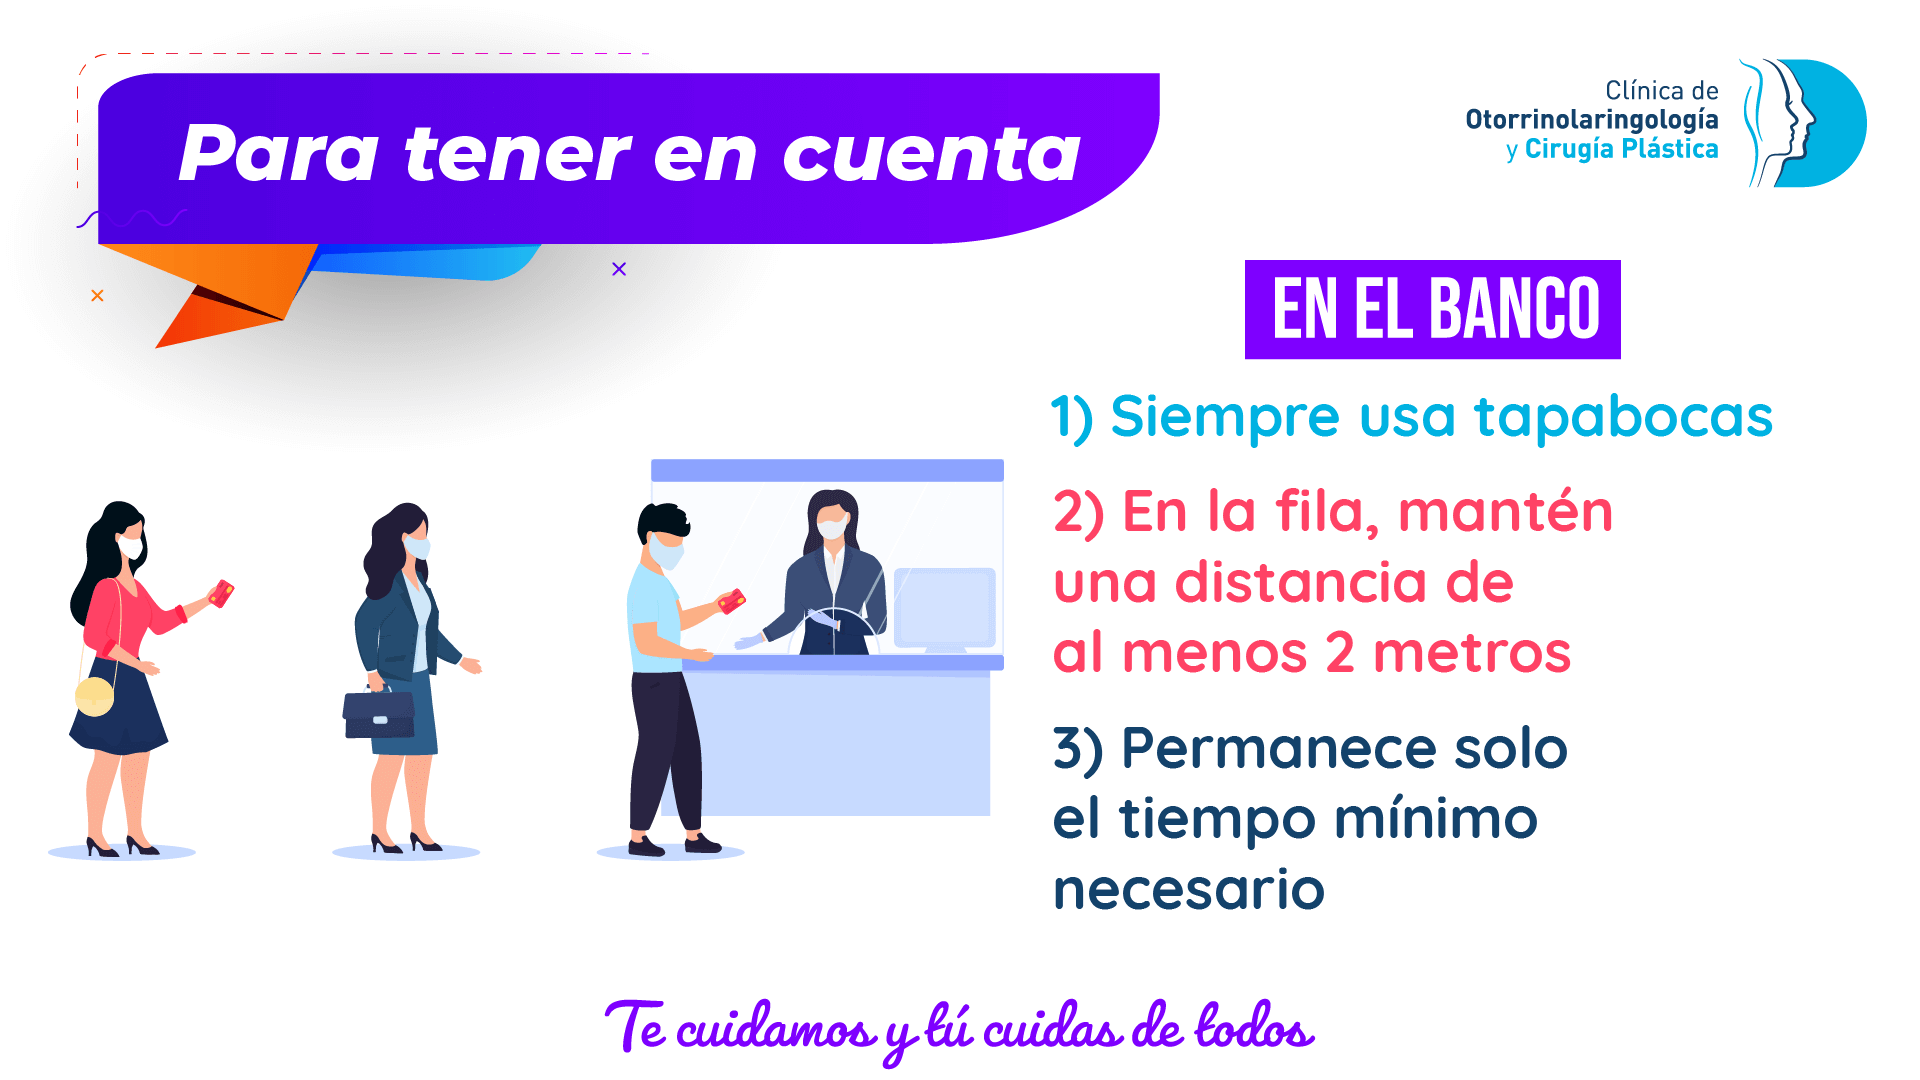 Para tener en cuenta
Clínica de
Otorrinolaringología
y Cirugía Plástica
EN EL BANCO
1) Siempre usa tapabocas
2) En la fila, mantén
una distancia de
al menos 2 metros
3) Permanece solo
el tiempo mínimo
necesario
Te cuidamos y tú cuidas de todos